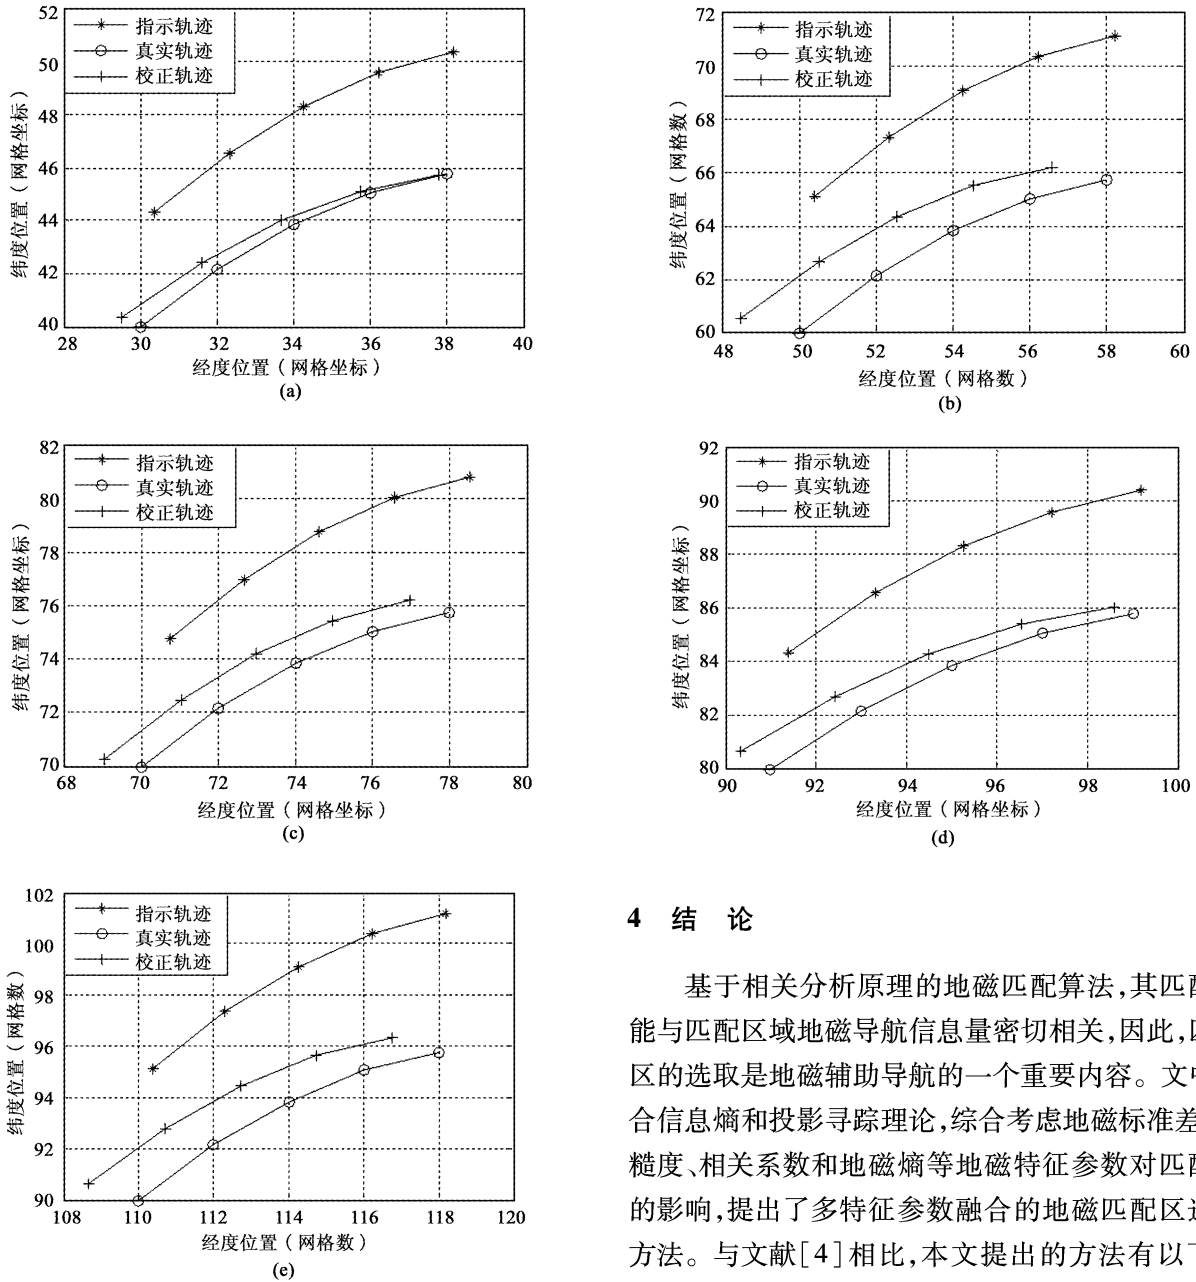 52
50
48
46
44
42
40
28 30 32 34 36 38 40
指示轨迹
真实轨迹
校正轨迹
纬度位置(网格坐标)
经度位置(网格坐标)
(a)
72
70
68
66
64
62
60
48 50 52 54 56 58 60
指示轨迹
真实轨迹
校正轨迹
纬度位置(网格数)
经度位置(网格数)
(b)
82
80
78
76
74
72
70
68 70 72 74 76 78 80
指示轨迹
真实轨迹
校正轨迹
纬度位置(网格坐标)
经度位置(网格坐标)
(c)
92
90
88
86
84
82
80
90 92 94 96 98 100
指示轨迹
真实轨迹
校正轨迹
纬度位置(网格坐标)
经度位置(网格坐标)
(d)
102
100
98
96
94
92
90
108 110 112 114 116 118 120
指示轨迹
真实轨迹
校正轨迹
纬度位置(网格数)
经度位置(网格数)
(e)
4 结 论
基于相关分析原理的地磁匹配算法,其匹
能与匹配区域地磁导航信息量密切相关,因此,
区的选取是地磁辅助导航的一个重要内容。文
合信息熵和投影寻踪理论,综合考虑地磁标准差
糙度、相关系数和地磁熵等地磁特征参数对匹
的影响,提出了多特征参数融合的地磁匹配区
方法。与文献[4]相比,本文提出的方法有以